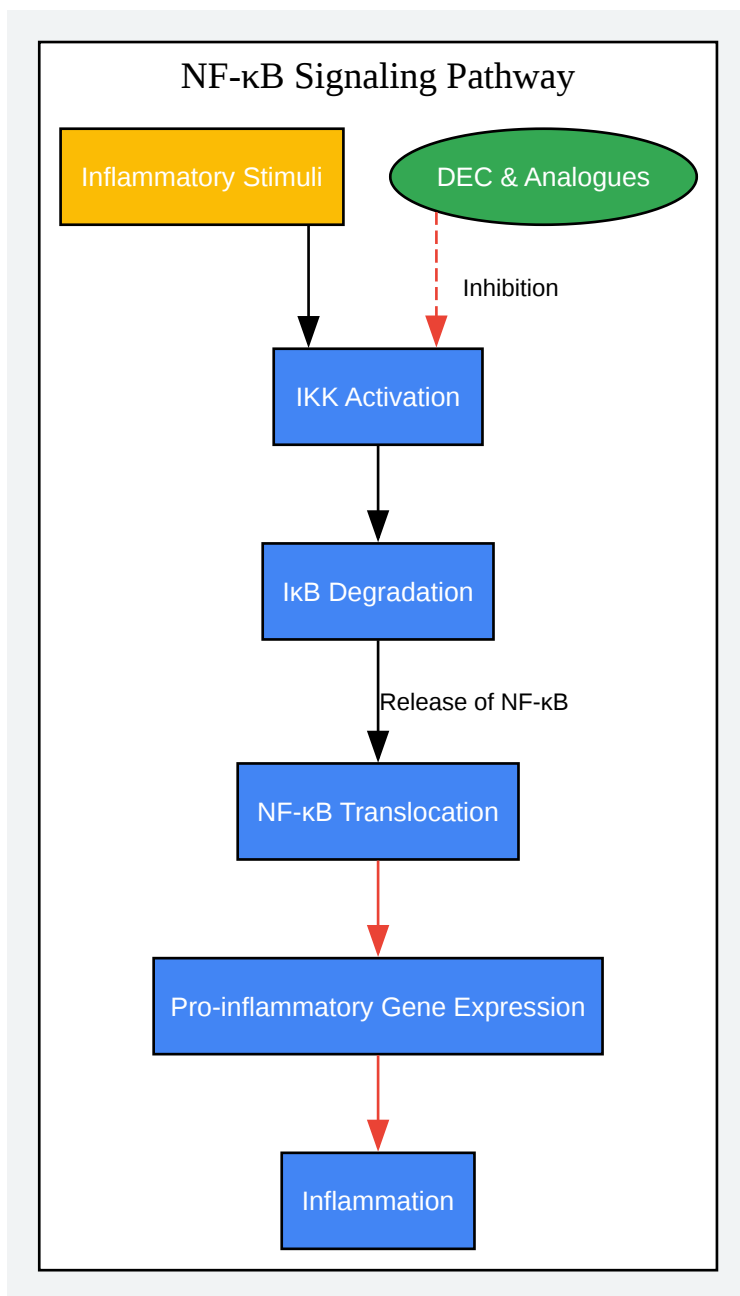 NF-κB Signaling Pathway
Inflammatory Stimuli
DEC & Analogues
Inhibition
IKK Activation
IκB Degradation
Release of NF-κB
NF-κB Translocation
Pro-inflammatory Gene Expression
Inflammation